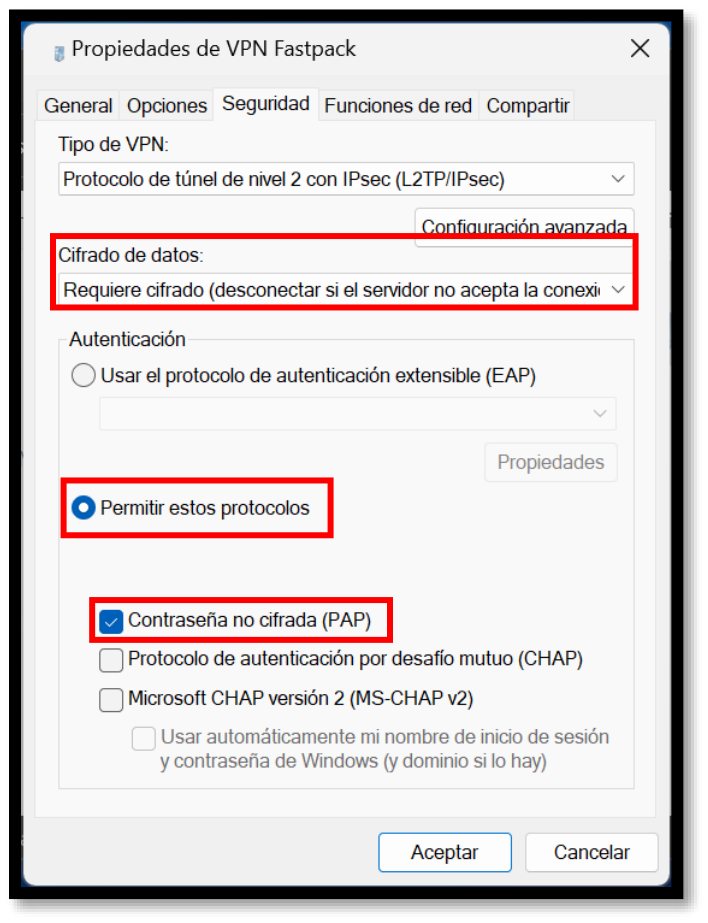 Propiedades de VPN Fastpack
General Opciones Seguridad Funciones de red Compartir
Tipo de VPN:
Protocolo de túnel de nivel 2 con IPsec (L2TP/IPsec)
Configuración avanzada
Cifrado de datos:
Requiere cifrado (desconectar si el servidor no acepta la conexi
Autenticación
Usar el protocolo de autenticación extensible (EAP)
Propiedades
Permitir estos protocolos
Contraseña no cifrada (PAP)
Protocolo de autenticación por desafío mutuo (CHAP)
Microsoft CHAP versión 2 (MS-CHAP v2)
Usar automáticamente mi nombre de inicio de sesión
y contraseña de Windows (y dominio si lo hay)
Aceptar Cancelar